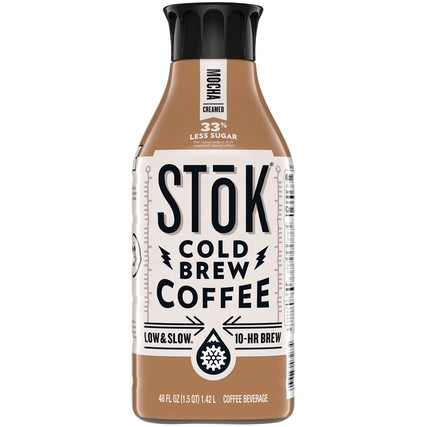 MOCHA
CREAMED
33%
LESS SUGAR
STōK®
COLD
BREW
COFFEE
LOW & SLOW.
10-HR BREW
48 FL OZ (1.5 QT) 1.42 L COFFEE BEVERAGE